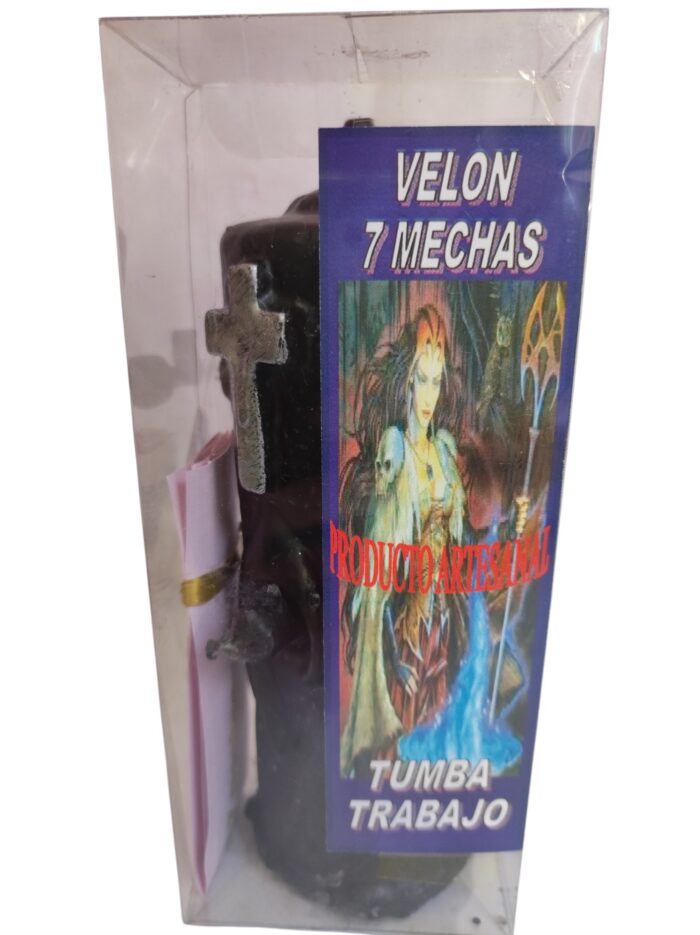 VELON
7 MECHAS
PRODUCTO ARTESANAL
TUMBA
TRABAJO